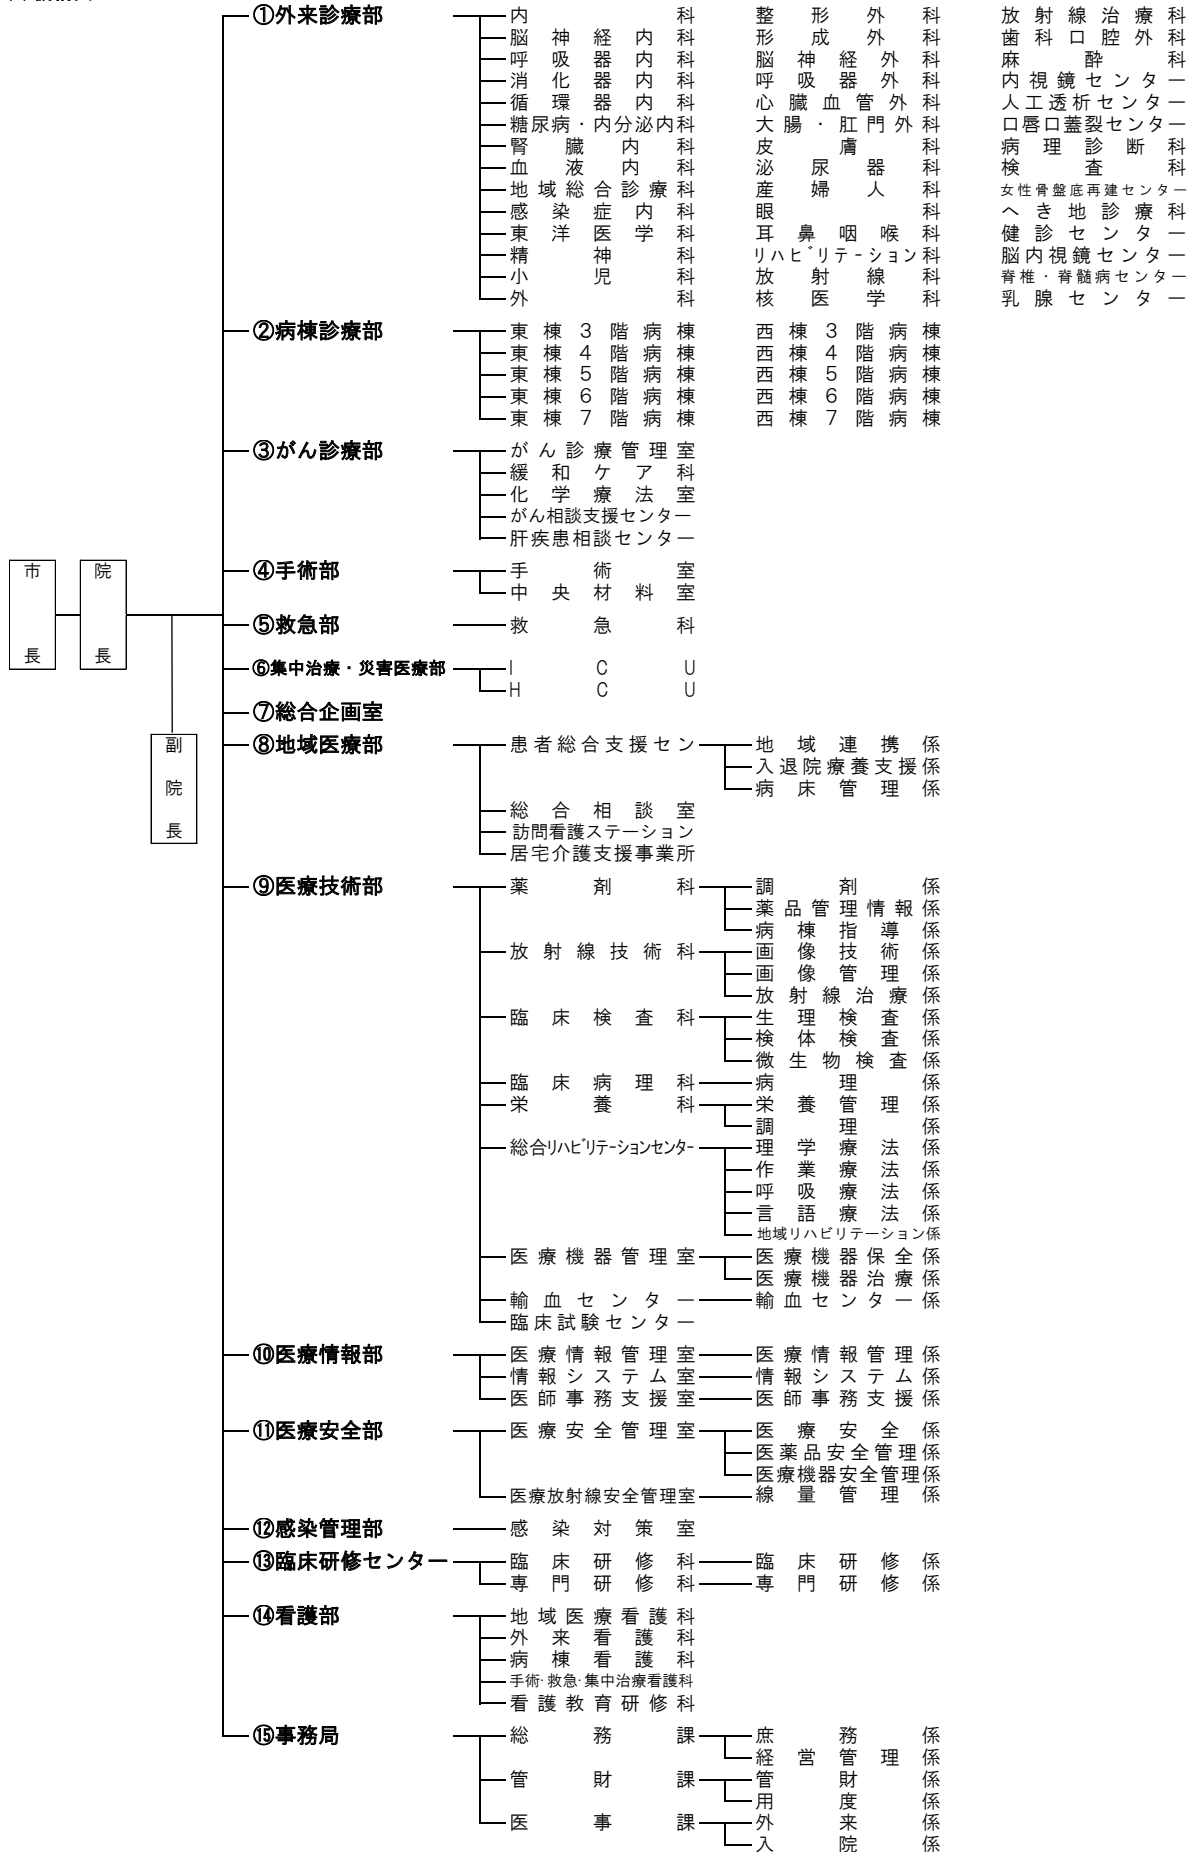 ①外来診療部 内科 整形外科 放射線治療科
脳神経内科 形成外科 歯科口腔外科
呼吸器内科 脳神経外科 麻酔科
消化器内科 呼吸器外科 内視鏡センター
循環器内科 心臓血管外科 人工透析センター
糖尿病・内分泌内科 大腸・肛門外科 口唇口蓋裂センター
腎臓内科 皮膚科 病理診断科
血液内科 泌尿器科 検査科
地域総合診療科 産婦人科 女性骨盤底再建センター
感染症内科 眼科 へき地診療科
東洋医学科 耳鼻咽喉科 健診センター
精神科 リハビリテーション科 脳内視鏡センター
小児科 放射線科 脊椎・脊髄病センター
外科 核医学科 乳腺センター
②病棟診療部 東棟3階病棟 西棟3階病棟
東棟4階病棟 西棟4階病棟
東棟5階病棟 西棟5階病棟
東棟6階病棟 西棟6階病棟
東棟7階病棟 西棟7階病棟
③がん診療部 がん診療管理室
緩和ケア科
化学療法室
がん相談支援センター
肝疾患相談センター
市長 院長
④手術部 手術室
中央材料室
⑤救急部 救急科
⑥集中治療・災害医療部 ICU
HCU
⑦総合企画室
副院長
⑧地域医療部 患者総合支援セン 地域連携係
入退院療養支援係
病床管理係
総合相談室
訪問看護ステーション
居宅介護支援事業所
⑨医療技術部 薬剤科 調剤係
薬品管理情報係
病棟指導係
放射線技術科 画像技術係
画像管理係
放射線治療係
臨床検査科 生理検査係
検体検査係
微生物検査係
臨床病理科 病理係
栄養科 栄養管理係
調理係
総合リハビリテーションセンター 理学療法係
作業療法係
呼吸療法係
言語療法係
地域リハビリテーション係
医療機器管理室 医療機器保全係
医療機器治療係
輸血センター 輸血センター係
臨床試験センター
⑩医療情報部 医療情報管理室 医療情報管理係
情報システム室 情報システム係
医師事務支援室 医師事務支援係
⑪医療安全部 医療安全管理室 医療安全係
医薬品安全管理係
医療機器安全管理係
医療放射線安全管理室 線量管理係
⑫感染管理部 感染対策室
⑬臨床研修センター 臨床研修科 臨床研修係
専門研修科 専門研修係
⑭看護部 地域医療看護科
外来看護科
病棟看護科
手術・救急・集中治療看護科
看護教育研修科
⑮事務局 総務課 庶務係
経営管理係
管財課 管財係
用度係
医事課 外来係
入院係